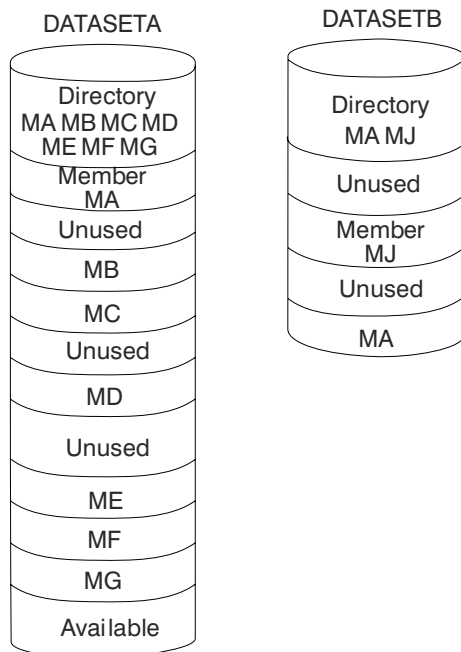 DATASETA
Directory
MA MB MC MD
ME MF MG
Member
MA
Unused
MB
MC
Unused
MD
Unused
ME
MF
MG
Available
DATASETB
Directory
MA MJ
Unused
Member
MJ
Unused
MA